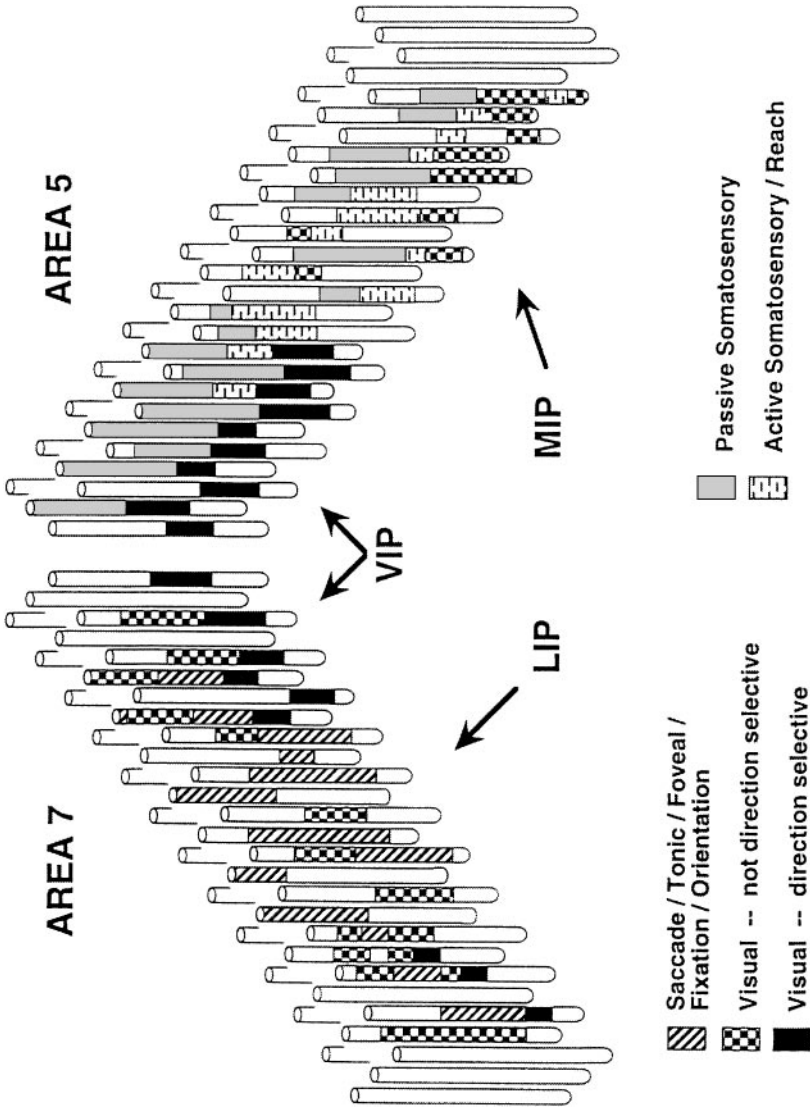 AREA 7
AREA 5
VIP
LIP
MIP
Saccade / Tonic / Foveal /
Fixation / Orientation
Visual -- not direction selective
Visual -- direction selective
Passive Somatosensory
Active Somatosensory / Reach